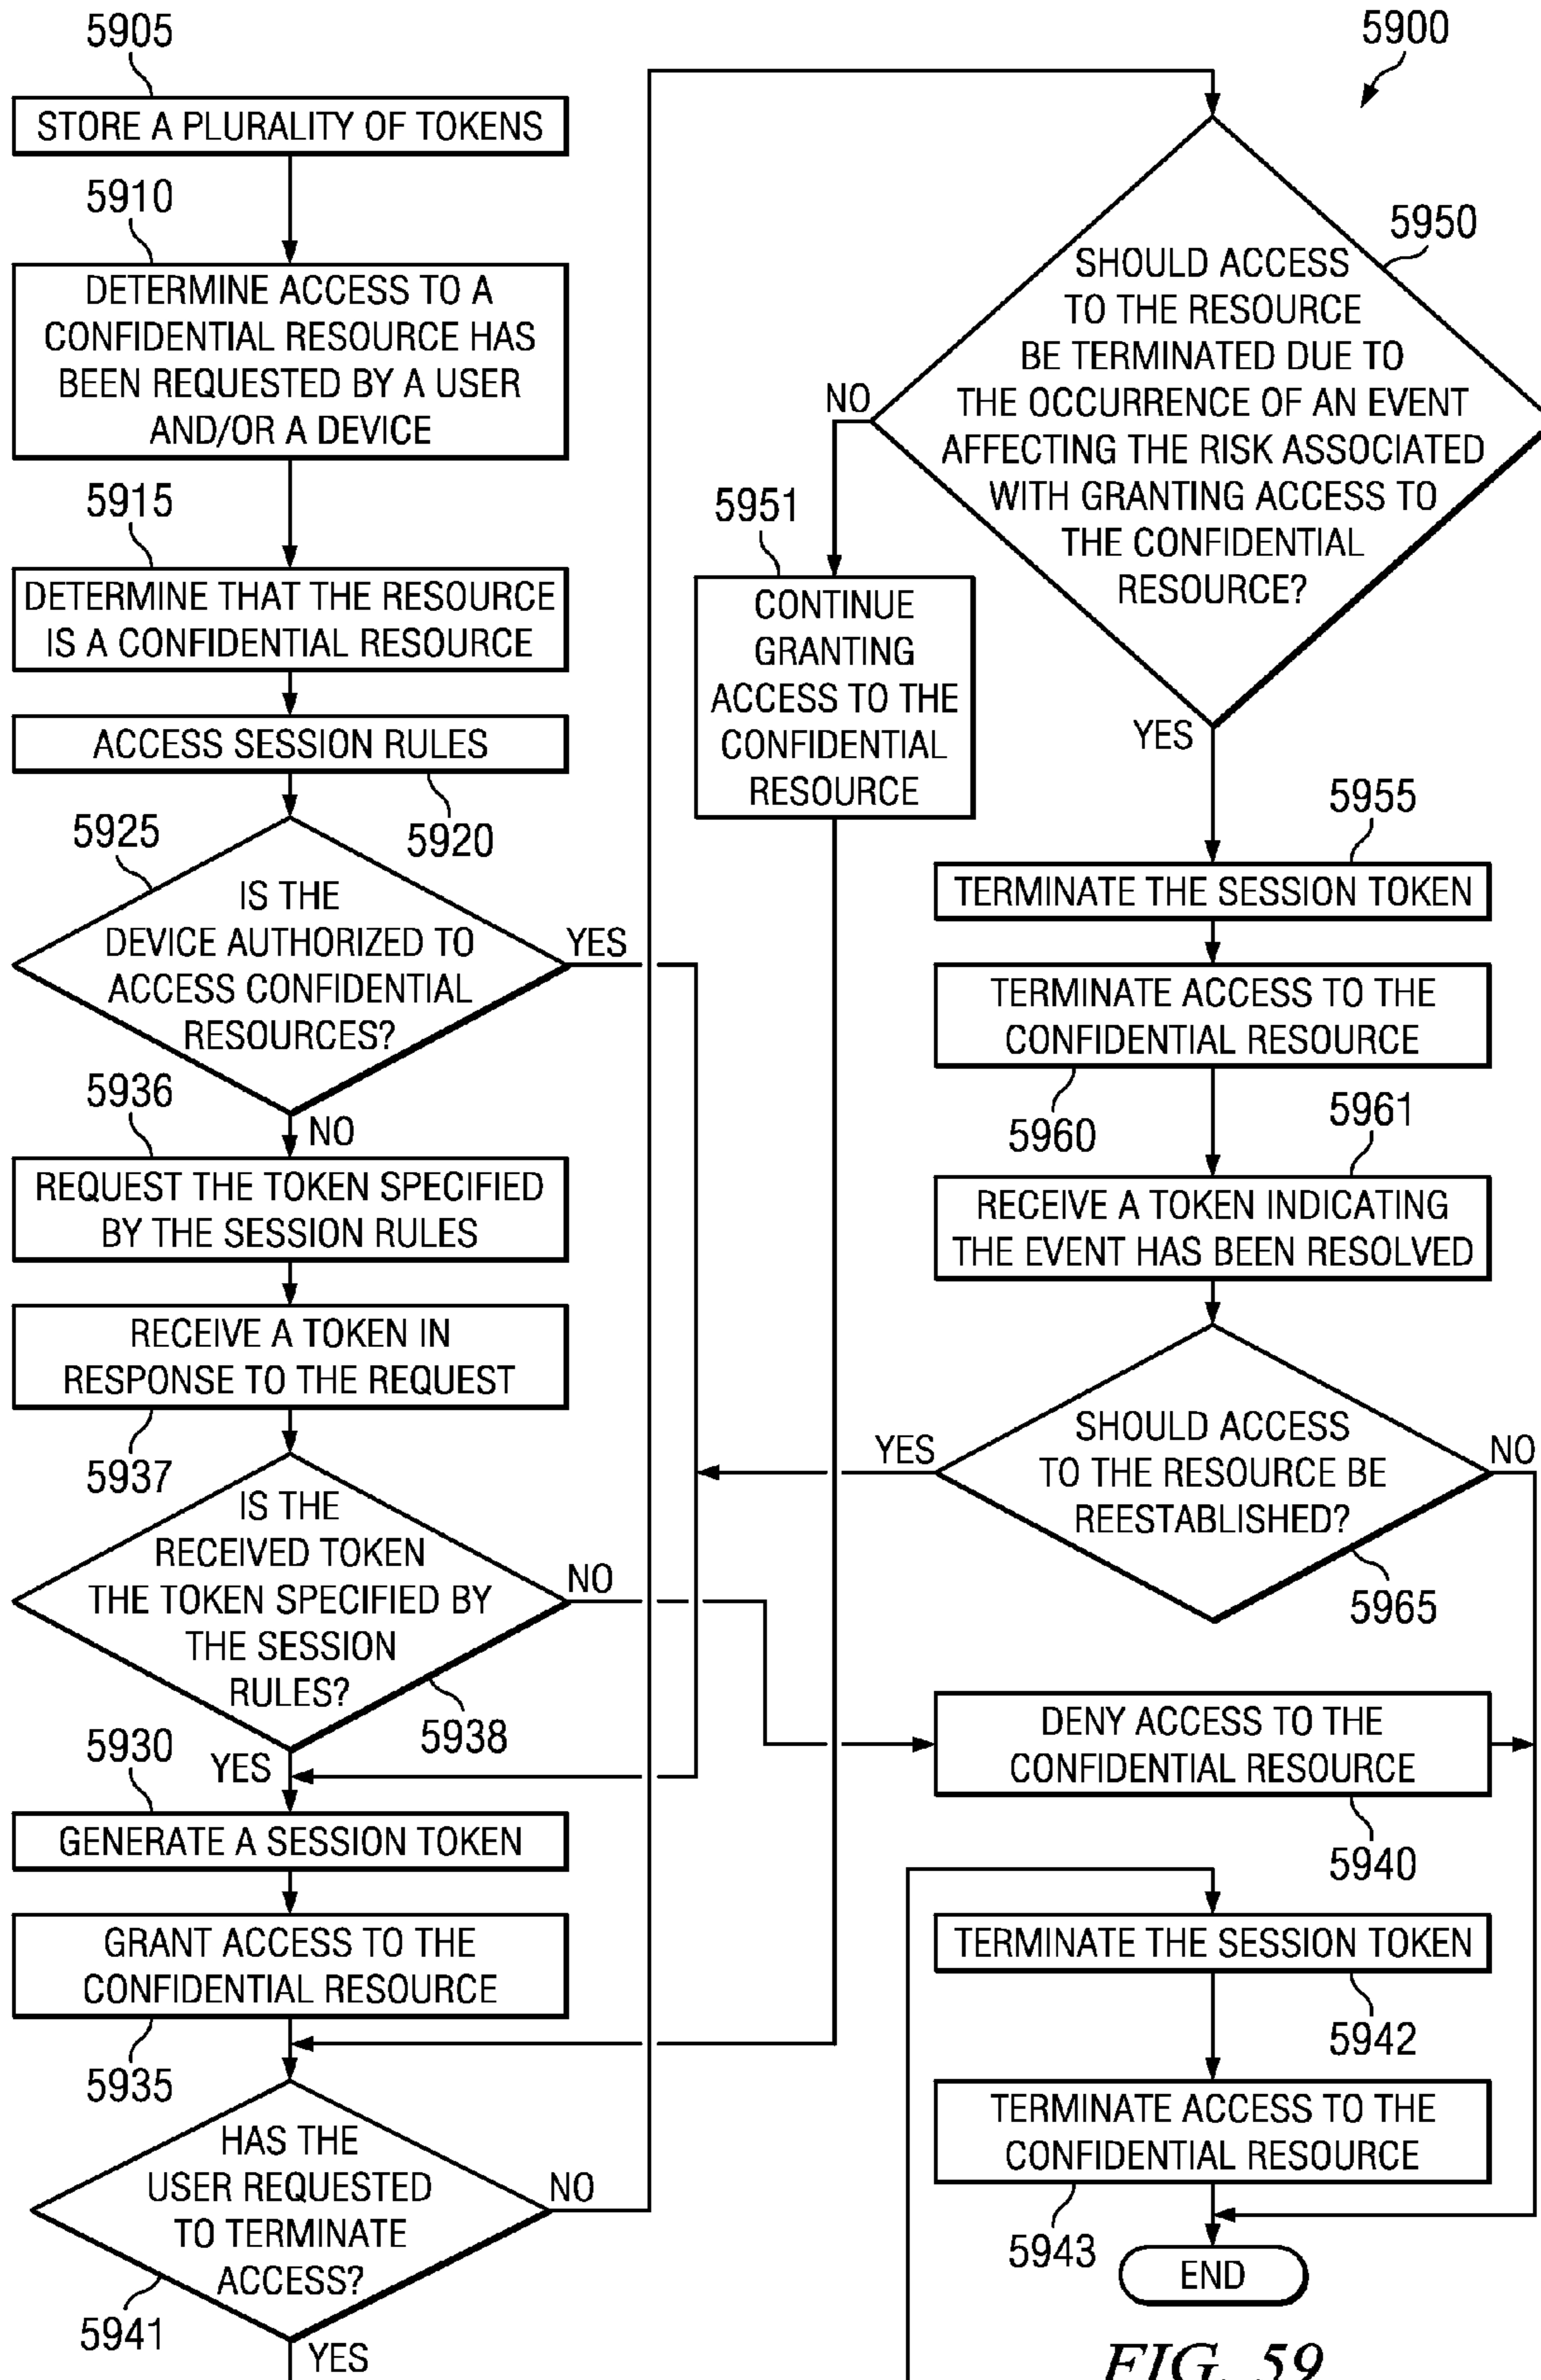 5905
STORE A PLURALITY OF TOKENS
5910
DETERMINE ACCESS TO A
CONFIDENTIAL RESOURCE HAS
BEEN REQUESTED BY A USER
AND/OR A DEVICE
5915
DETERMINE THAT THE RESOURCE
IS A CONFIDENTIAL RESOURCE
ACCESS SESSION RULES
5920
5925
IS THE
DEVICE AUTHORIZED TO
ACCESS CONFIDENTIAL
RESOURCES?
YES
NO
5936
REQUEST THE TOKEN SPECIFIED
BY THE SESSION RULES
RECEIVE A TOKEN IN
RESPONSE TO THE REQUEST
5937
IS THE
RECEIVED TOKEN
THE TOKEN SPECIFIED BY
THE SESSION
RULES?
NO
5938
YES
5930
GENERATE A SESSION TOKEN
GRANT ACCESS TO THE
CONFIDENTIAL RESOURCE
5935
HAS THE
USER REQUESTED
TO TERMINATE
ACCESS?
NO
5941
YES
5900
5950
SHOULD ACCESS
TO THE RESOURCE
BE TERMINATED DUE TO
THE OCCURRENCE OF AN EVENT
AFFECTING THE RISK ASSOCIATED
WITH GRANTING ACCESS TO
THE CONFIDENTIAL
RESOURCE?
NO
YES
5951
CONTINUE
GRANTING
ACCESS TO THE
CONFIDENTIAL
RESOURCE
5955
TERMINATE THE SESSION TOKEN
TERMINATE ACCESS TO THE
CONFIDENTIAL RESOURCE
5960
5961
RECEIVE A TOKEN INDICATING
THE EVENT HAS BEEN RESOLVED
SHOULD ACCESS
TO THE RESOURCE BE
REESTABLISHED?
YES
NO
5965
DENY ACCESS TO THE
CONFIDENTIAL RESOURCE
5940
TERMINATE THE SESSION TOKEN
5942
TERMINATE ACCESS TO THE
CONFIDENTIAL RESOURCE
5943
END
FIG. 59